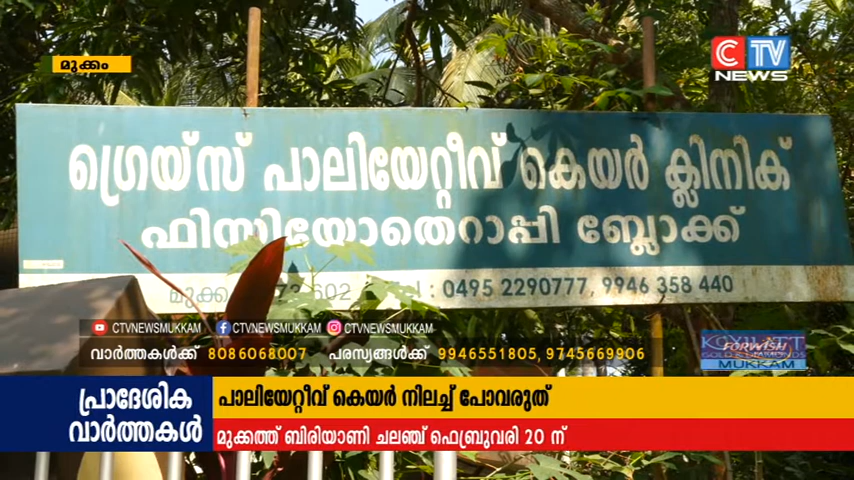 മുക്കം
CTV
NEWS
ഗ്രെയ്സ് പാലിയേറ്റീവ് കെയർ ക്ലിനിക്
ഫിസിയോതെറാപ്പി ബ്ലോക്ക്
0495 2290777, 9946 358 440
CTVNEWSMUKKAM CTVNEWSMUKKAM CTVNEWSMUKKAM
വാർത്തകൾക്ക് 8086068007 പരസ്യങ്ങൾക്ക് 9946551805, 9745669906
MUKKAM
പ്രാദേശിക
വാർത്തകൾ
പാലിയേറ്റീവ് കെയർ നിലച്ച് പോവരുത്
മുക്കത്ത് ബിരിയാണി ചലഞ്ച് ഫെബ്രുവരി 20 ന്